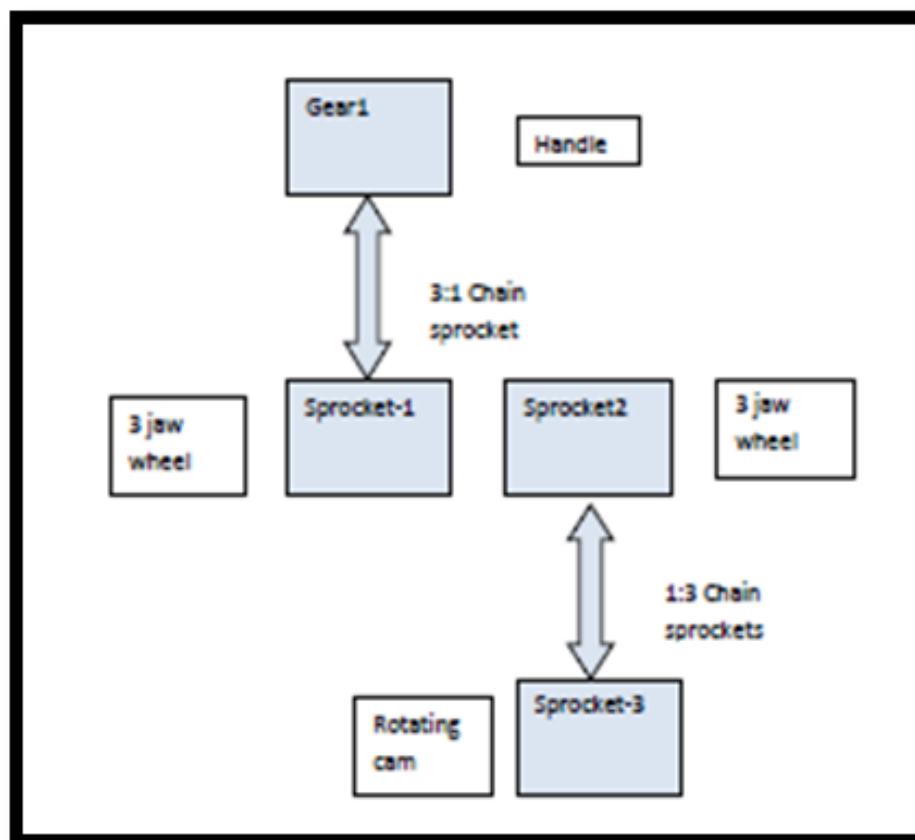 Gear1
Handle
3:1 Chain
sprocket
3 jaw
wheel
Sprocket-1
Sprocket2
3 jaw
wheel
1:3 Chain
sprockets
Rotating
cam
Sprocket-3